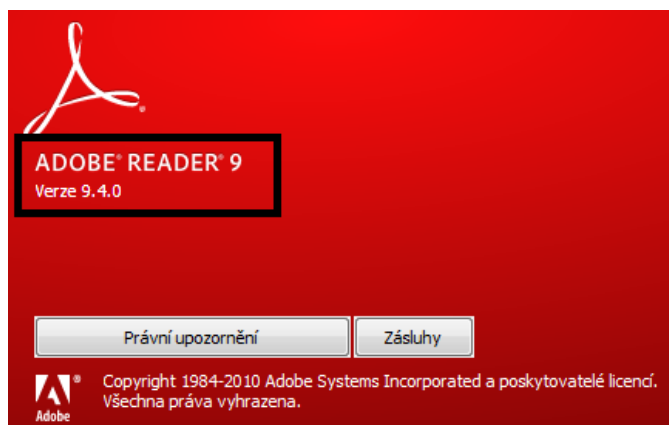 ADOBE® READER® 9
Verze 9.4.0
Právní upozornění
Zásluhy
Copyright 1984-2010 Adobe Systems Incorporated a poskytovatelé licencí.
Všechna práva vyhrazena.
Adobe